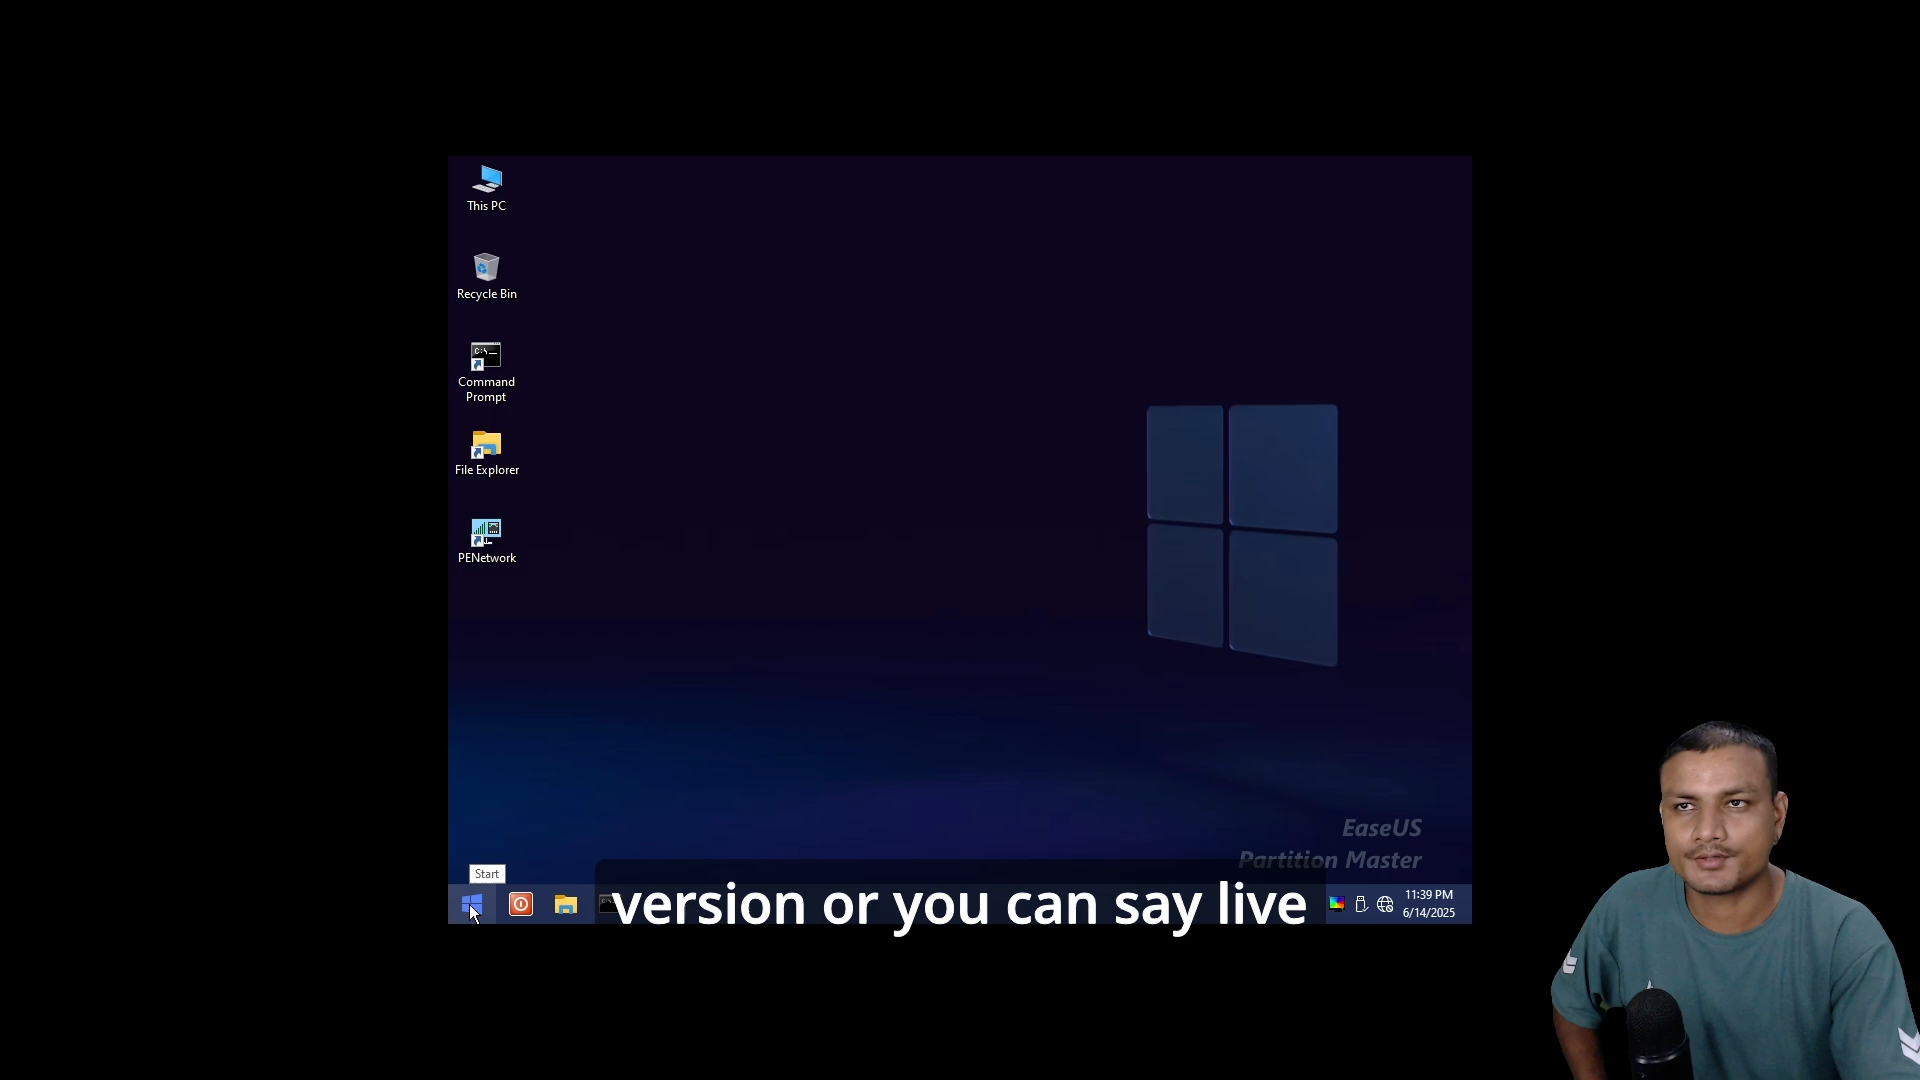 This PC
Recycle Bin
Command
Prompt
File Explorer
PENetwork
EaseUS
Partition Master
Start
version or you can say live
11:39 PM
6/14/2025